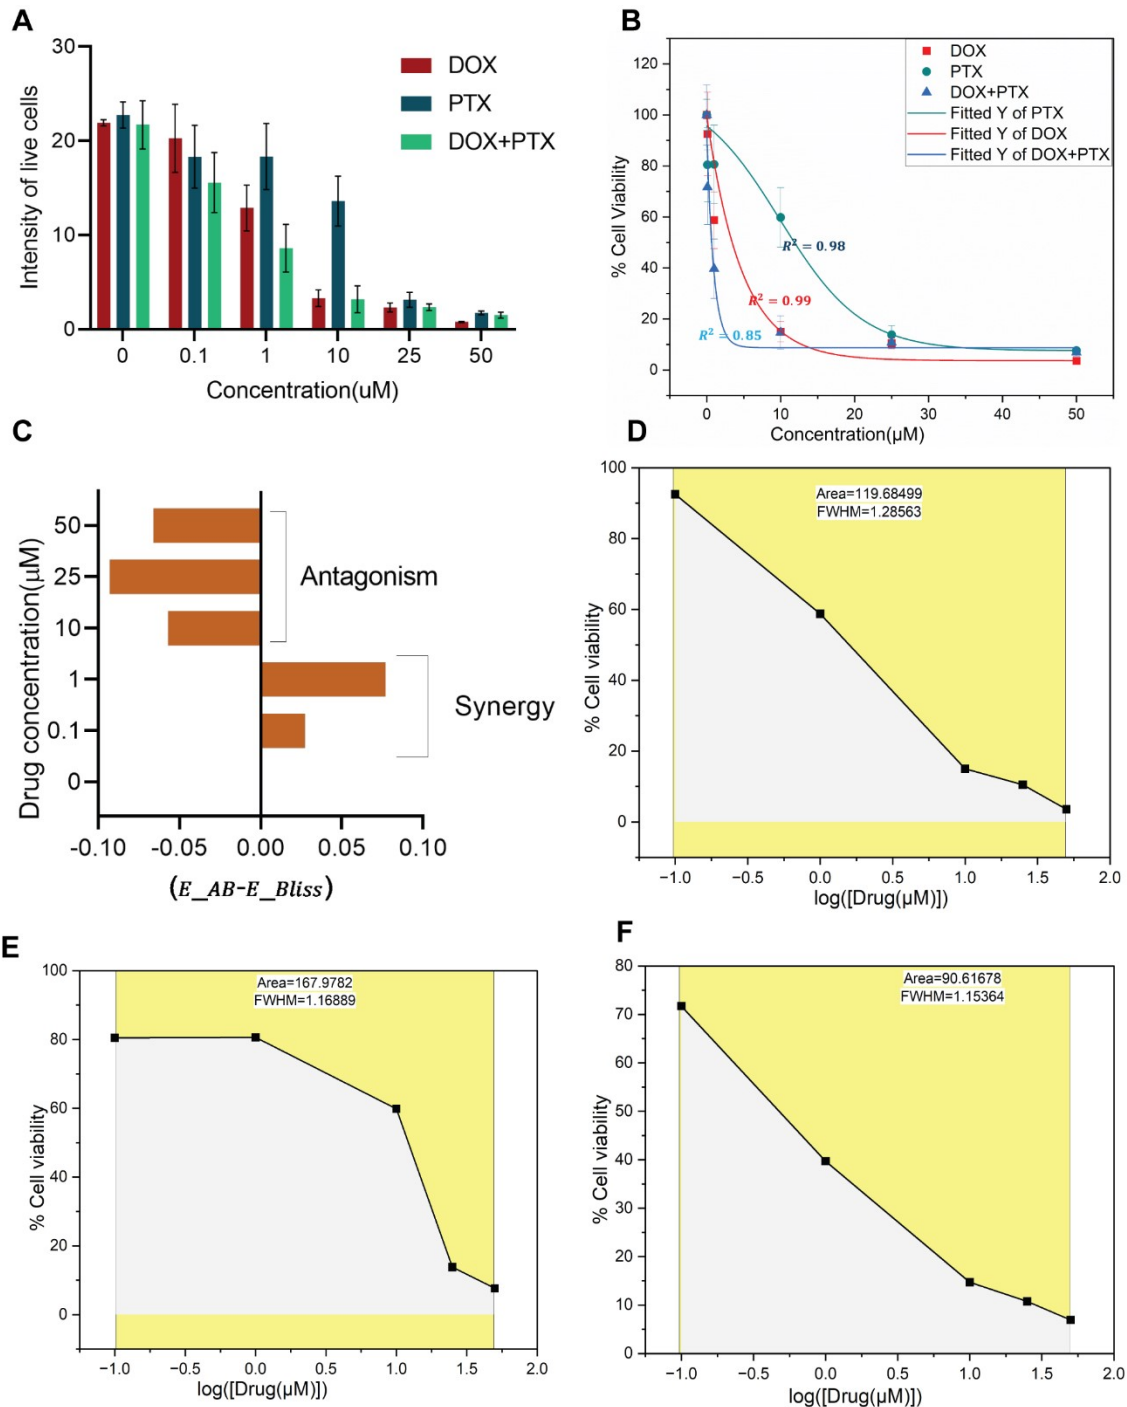 A
30
20
10
0
Intensity of live cells
DOX
PTX
DOX+PTX
0 0.1 1 10 25 50
Concentration(uM)
B
120
100
80
60
40
20
0
% Cell Viability
DOX
PTX
DOX+PTX
Fitted Y of PTX
Fitted Y of DOX
Fitted Y of DOX+PTX
R² = 0.98
R² = 0.99
R² = 0.85
0 10 20 30 40 50
Concentration(µM)
C
Drug concentration(µM)
50
25
10
1
0.1
0
Antagonism
Synergy
-0.10 -0.05 0.00 0.05 0.10
(E_AB-E_Bliss)
D
100
80
60
40
20
0
% Cell viability
Area=119.68499
FWHM=1.28563
−1.0 −0.5 0.0 0.5 1.0 1.5 2.0
log([Drug(µM)])
E
100
80
60
40
20
0
% Cell viability
Area=167.9782
FWHM=1.16889
−1.0 −0.5 0.0 0.5 1.0 1.5 2.0
log([Drug(µM)])
F
80
70
60
50
40
30
20
10
0
% Cell viability
Area=90.61678
FWHM=1.15364
−1.0 −0.5 0.0 0.5 1.0 1.5 2.0
log([Drug(µM)])